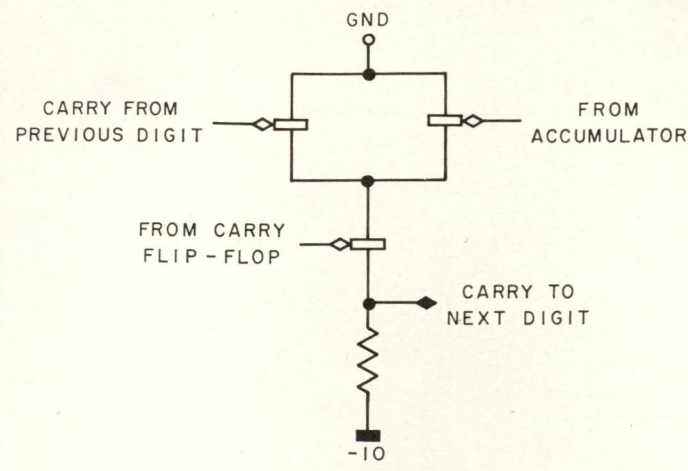 GND
CARRY FROM
PREVIOUS DIGIT
FROM
ACCUMULATOR
FROM CARRY
FLIP-FLOP
CARRY TO
NEXT DIGIT
-10